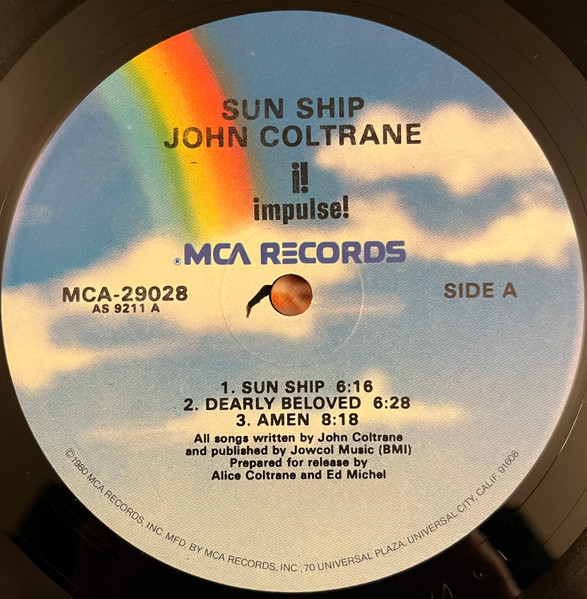 SUN SHIP
JOHN COLTRANE
i!
impulse!
® MCA RECORDS
MCA-29028
AS 9211 A
SIDE A
1. SUN SHIP 6:16
2. DEARLY BELOVED 6:28
3. AMEN 8:18
All songs written by John Coltrane
and published by Jowcol Music (BMI)
Prepared for release by
Alice Coltrane and Ed Michel
©1980 MCA RECORDS, INC. MFD. BY MCA RECORDS, INC., 70 UNIVERSAL PLAZA, UNIVERSAL CITY, CALIF. 91608